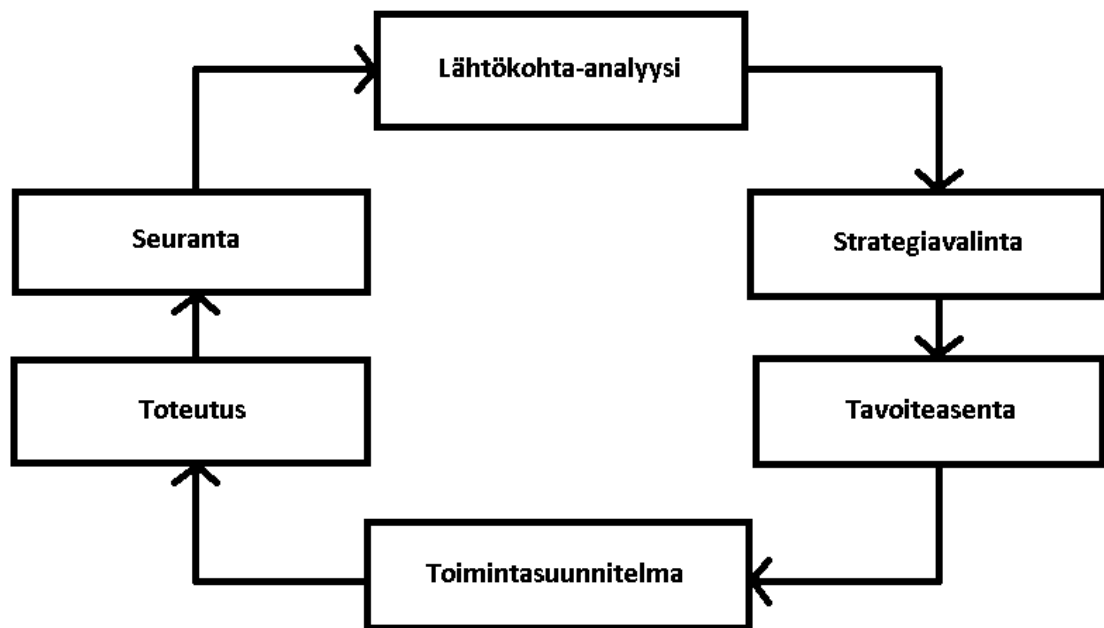 Lähtökohta-analyysi
Seuranta
Strategiavalinta
Toteutus
Tavoiteasenta
Toimintasuunnitelma